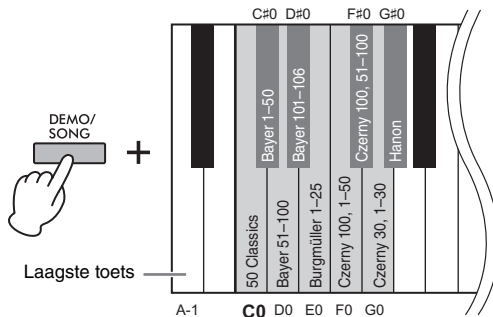 C#0 D#0 F#0 G#0
DEMO/
SONG
+
Bayer 1–50
Bayer 101–106
Czerny 100, 51–100
Hanon
50 Classics
Bayer 51–100
Burgmüller 1–25
Czerny 100, 1–50
Czerny 30, 1–30
Laagste toets
A-1 C0 D0 E0 F0 G0